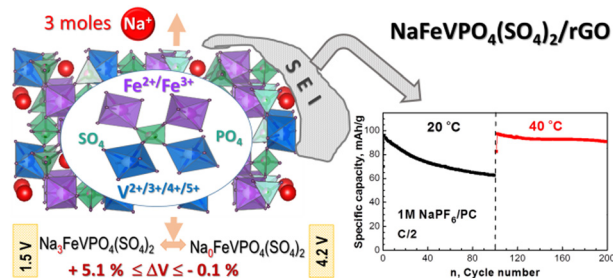 3 moles Na+
NaFeVPO4(SO4)2/rGO
SEI
Fe2+/Fe3+
SO4 PO4
V2+/3+/4+/5+
1.5 V
Na3FeVPO4(SO4)2 Na0FeVPO4(SO4)2
4.2 V
+ 5.1 % ≤ ΔV ≤ - 0.1 %
Specific capacity, mAh/g
120
100
80
60
40
20
0
20 °C 40 °C
1M NaPF6/PC
C/2
0 40 80 120 160 200
n, Cycle number